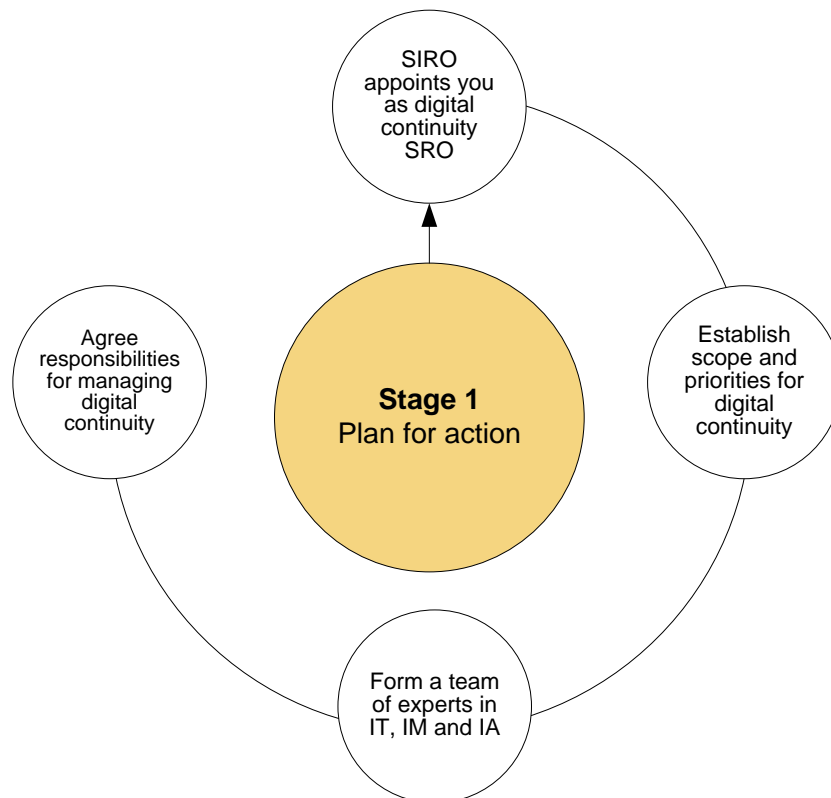 SIRO
appoints you
as digital
continuity
SRO
Establish
scope and
priorities for
digital
continuity
Form a team
of experts in
IT, IM and IA
Agree
responsibilities
for managing
digital
continuity
Stage 1
Plan for action